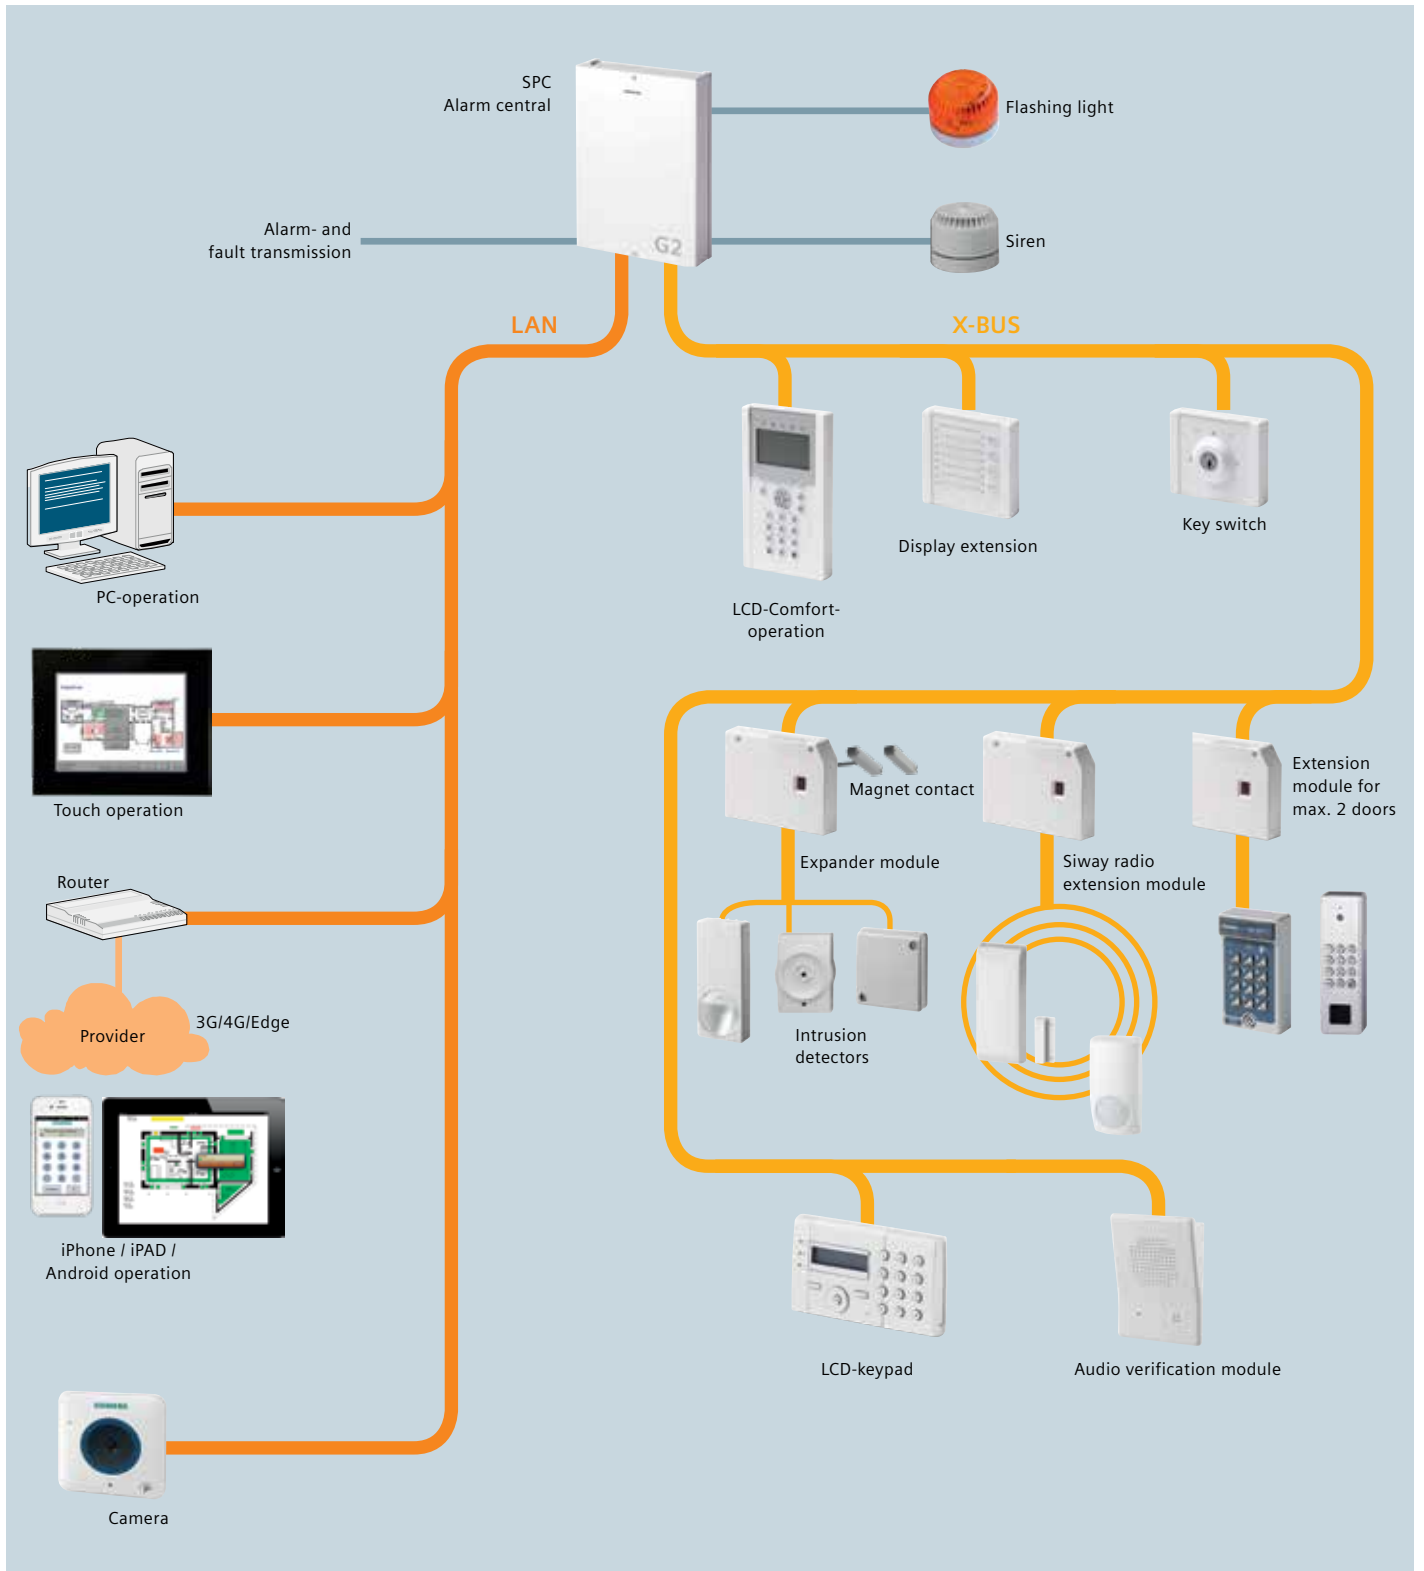 SPC
Alarm central
Flashing light
Alarm- and
fault transmission
G2
Siren
LAN
X-BUS
PC-operation
LCD-Comfort-
operation
Display extension
Key switch
Touch operation
Magnet contact
Extension
module for
max. 2 doors
Expander module
Siway radio
extension module
Router
Provider
3G/4G/Edge
Intrusion
detectors
iPhone / iPAD /
Android operation
LCD-keypad
Audio verification module
SIEMENS
Camera